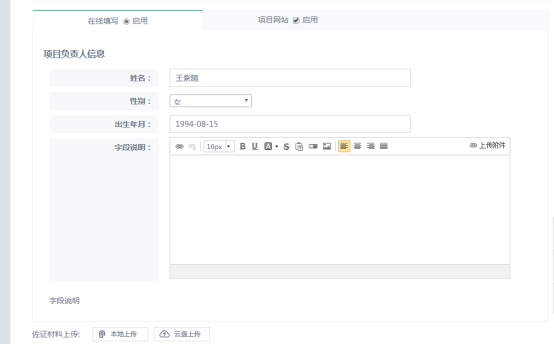 在线填写 启用 项目网站 启用
项目负责人信息
姓名： 王紫瞳
性别： 女
出生年月： 1994-08-15
字段说明： 16px B U A S 上传附件
字段说明
佐证材料上传: 本地上传 云盘上传